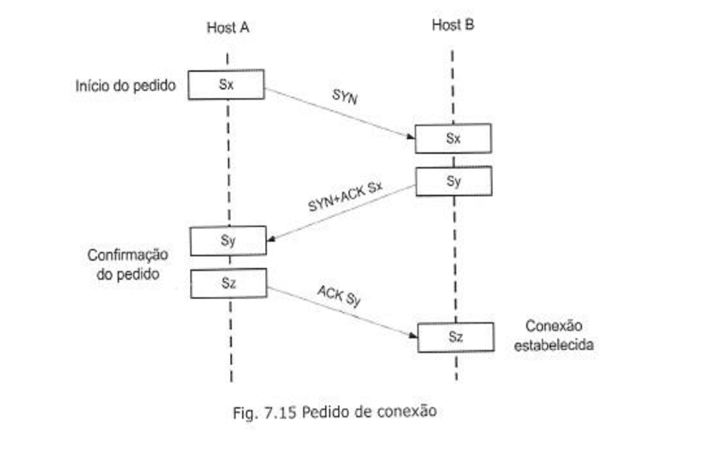 Host A
Host B
Início do pedido
Sx
SYN
Sx
Sy
SYN+ACK Sx
Sy
Confirmação
do pedido
Sz
ACK Sy
Sz
Conexão
estabelecida
Fig. 7.15 Pedido de conexão